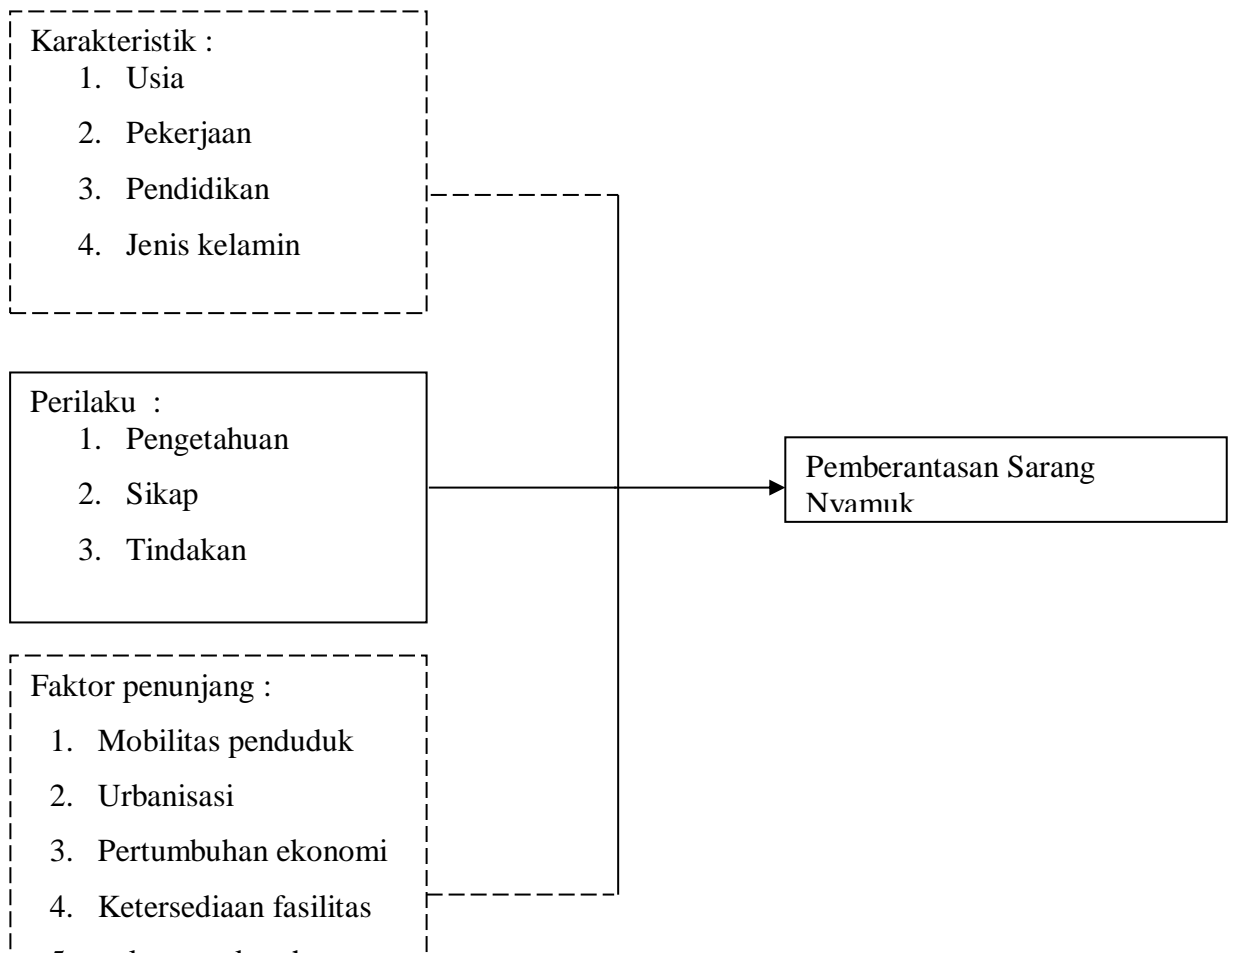 Karakteristik :
1. Usia
2. Pekerjaan
3. Pendidikan
4. Jenis kelamin
Perilaku :
1. Pengetahuan
2. Sikap
3. Tindakan
Pemberantasan Sarang
Nyamuk
Faktor penunjang :
1. Mobilitas penduduk
2. Urbanisasi
3. Pertumbuhan ekonomi
4. Ketersediaan fasilitas